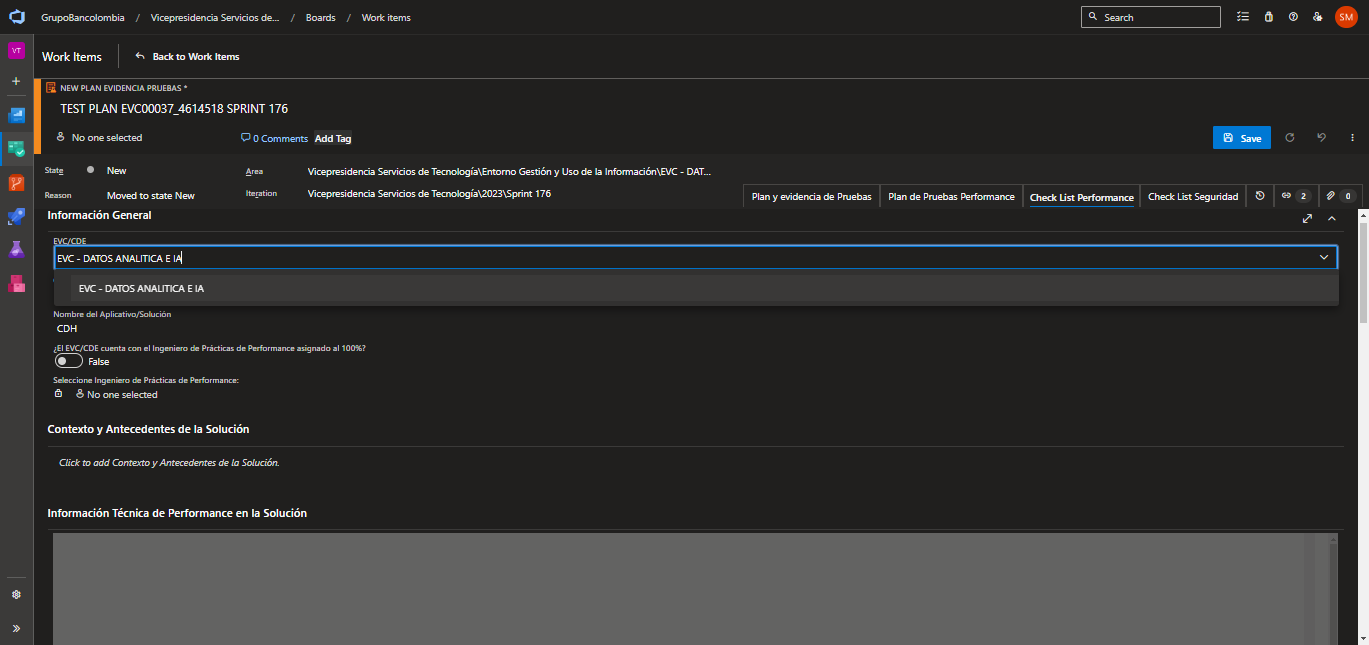 GrupoBancolombia / Vicepresidencia Servicios de... / Boards / Work items
Search
SM
VT
Work Items
Back to Work Items
NEW PLAN EVIDENCIA PRUEBAS *
TEST PLAN EVC00037_4614518 SPRINT 176
No one selected
0 Comments
Add Tag
Save
State
New
Area
Vicepresidencia Servicios de Tecnología\Entorno Gestión y Uso de la Información\EVC - DAT...
Reason
Moved to state New
Iteration
Vicepresidencia Servicios de Tecnología\2023\Sprint 176
Plan y evidencia de Pruebas
Plan de Pruebas Performance
Check List Performance
Check List Seguridad
2
0
Información General
EVC/CDE
EVC - DATOS ANALITICA E IA
EVC - DATOS ANALITICA E IA
Nombre del Aplicativo/Solución
CDH
¿El EVC/CDE cuenta con el Ingeniero de Prácticas de Performance asignado al 100%?
False
Seleccione Ingeniero de Prácticas de Performance:
No one selected
Contexto y Antecedentes de la Solución
Click to add Contexto y Antecedentes de la Solución.
Información Técnica de Performance en la Solución